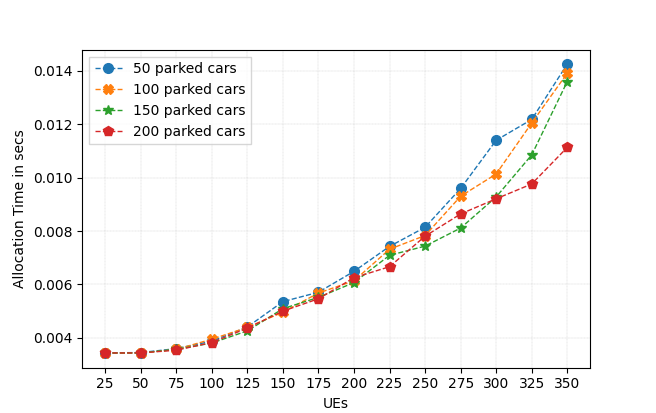 50 parked cars
100 parked cars
150 parked cars
200 parked cars
Allocation Time in secs
0.014
0.012
0.010
0.008
0.006
0.004
25 50 75 100 125 150 175 200 225 250 275 300 325 350
UEs